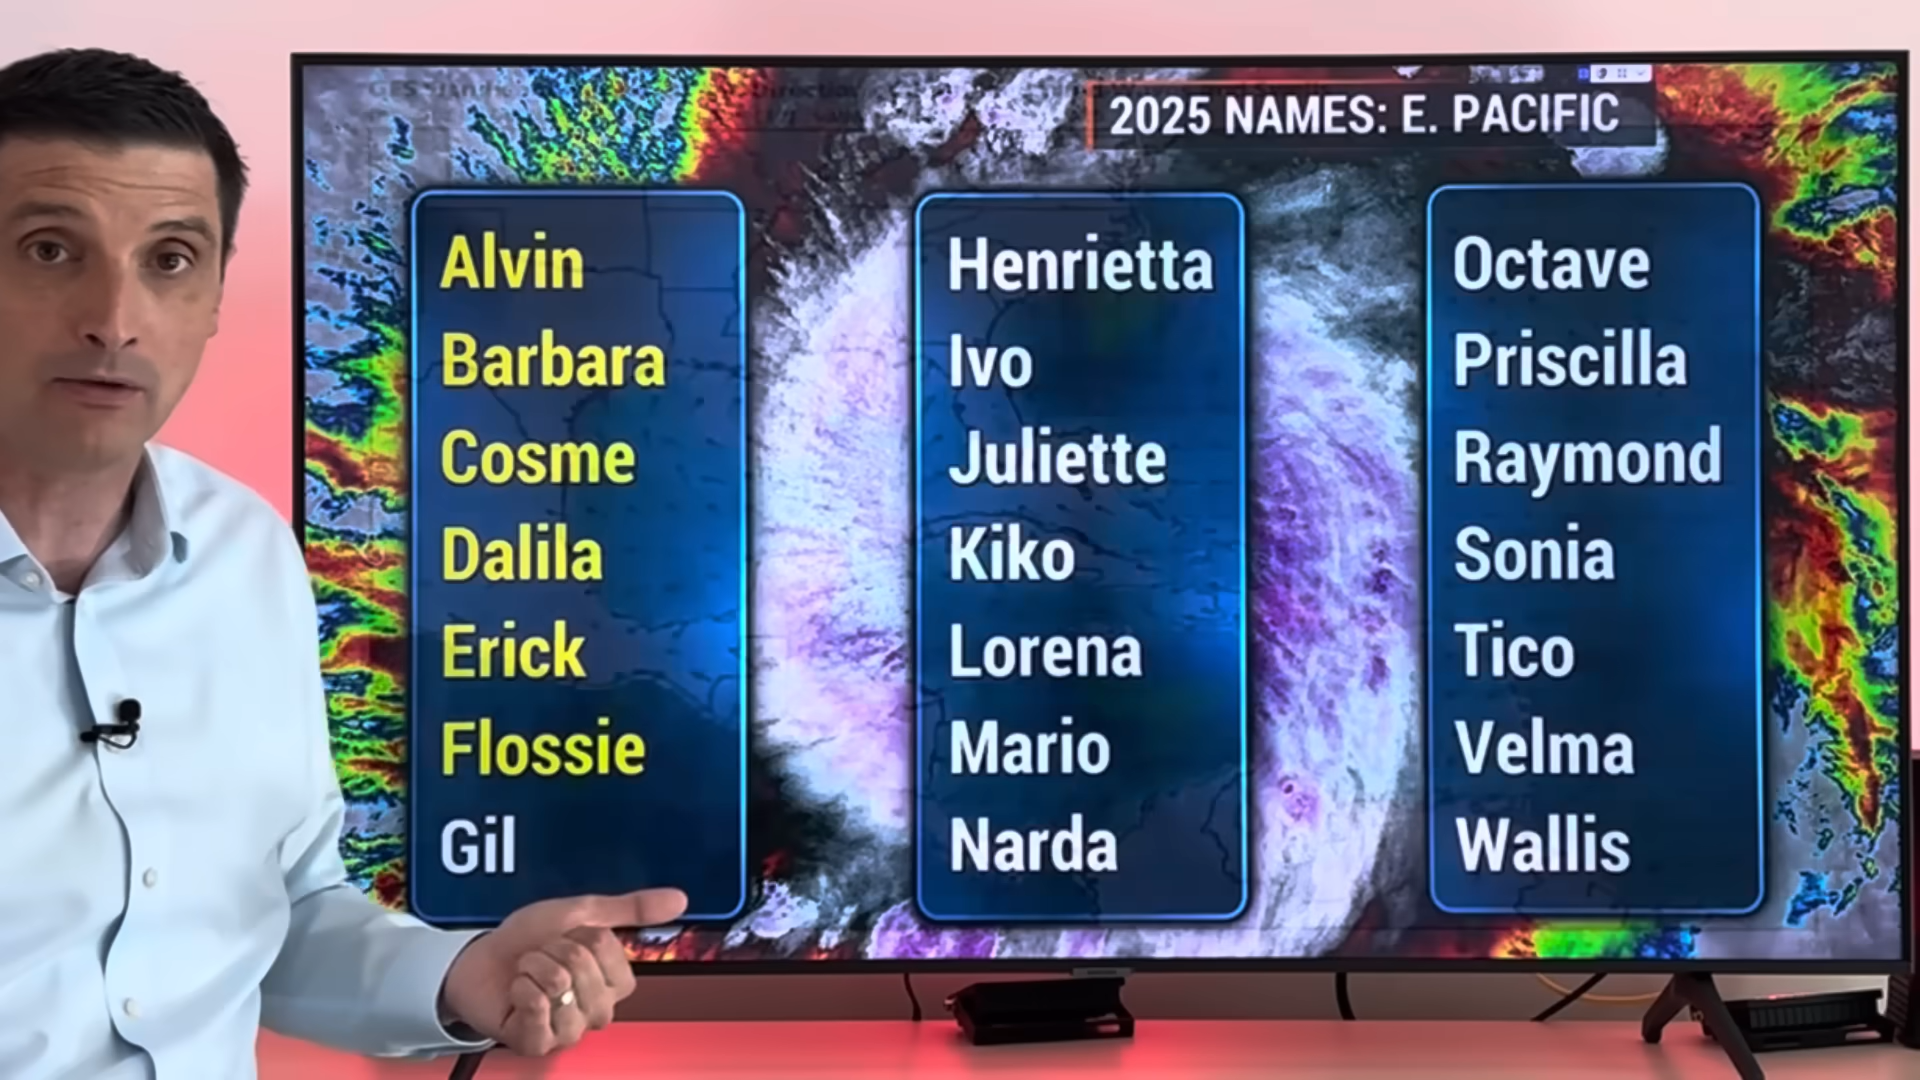 2025 NAMES: E. PACIFIC
Alvin
Barbara
Cosme
Dalila
Erick
Flossie
Gil
Henrietta
Ivo
Juliette
Kiko
Lorena
Mario
Narda
Octave
Priscilla
Raymond
Sonia
Tico
Velma
Wallis